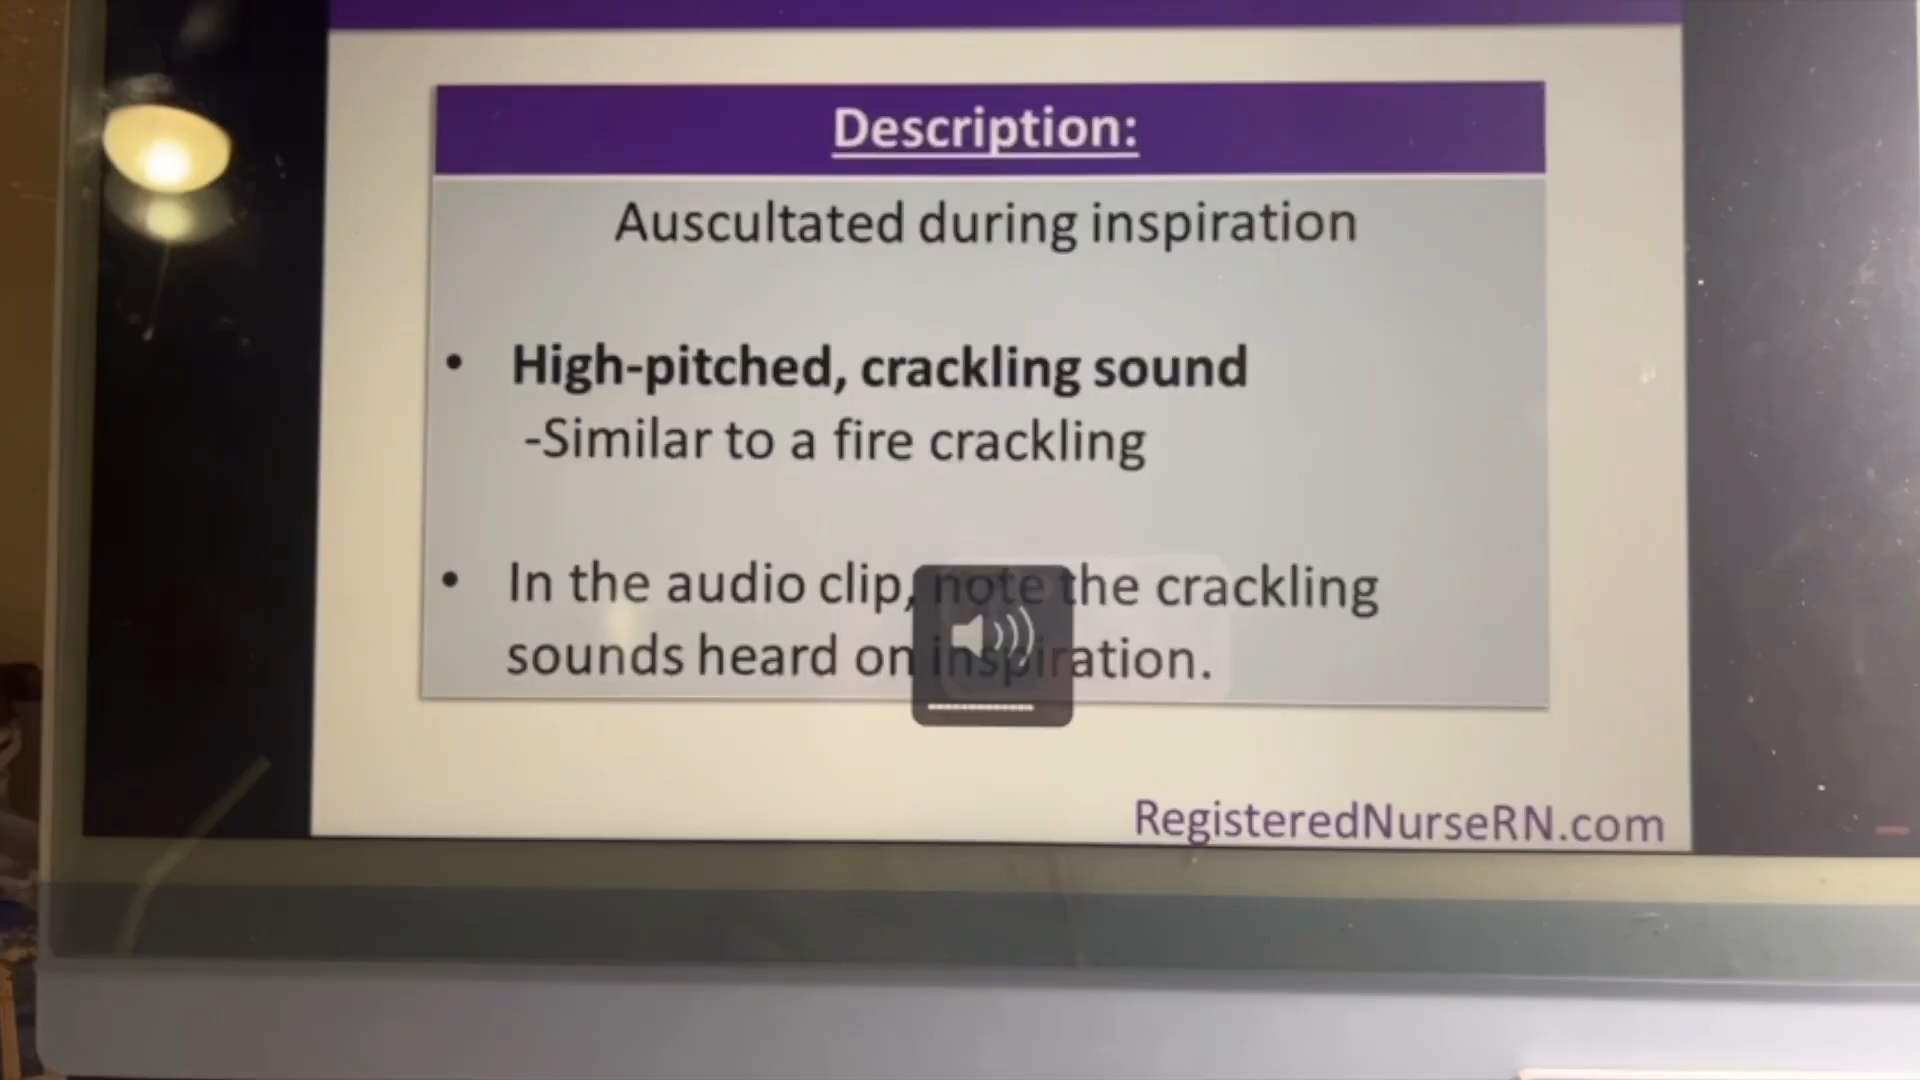 Description:
Auscultated during inspiration
• High-pitched, crackling sound
-Similar to a fire crackling
• In the audio clip, note the crackling
sounds heard on inspiration.
RegisteredNurseRN.com